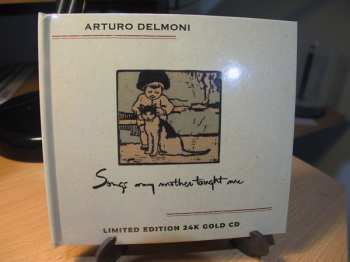 ARTURO DELMONI
Songs my mother taught me
LIMITED EDITION 24K GOLD CD